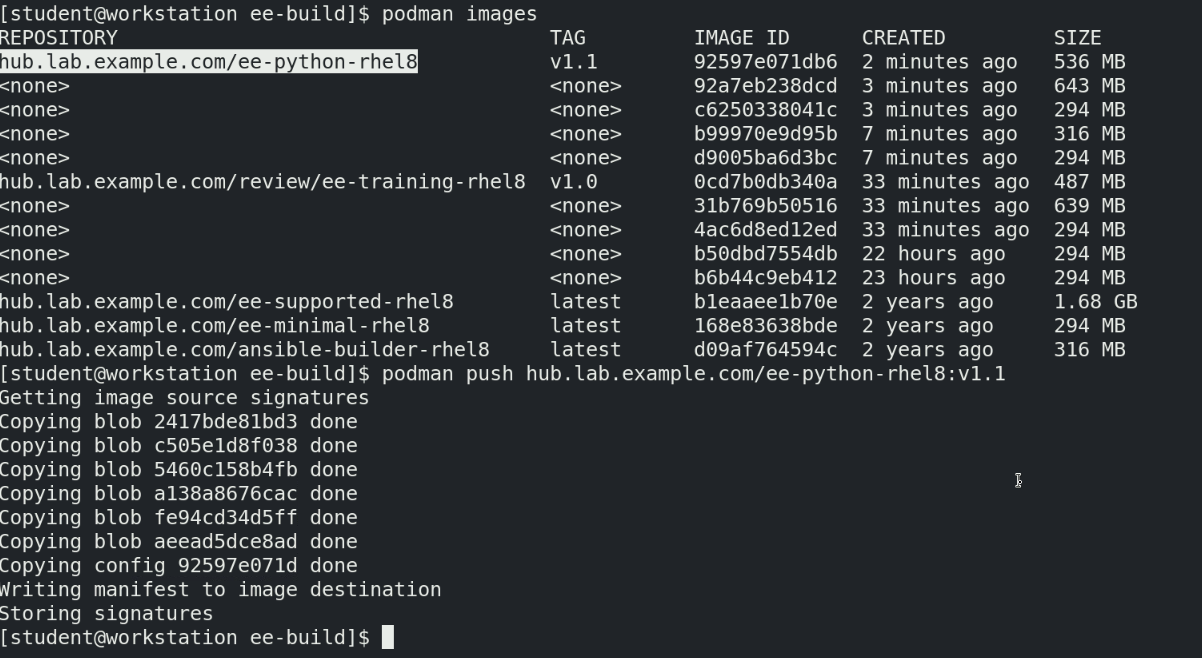 [student@workstation ee-build]$ podman images
REPOSITORY                                    TAG         IMAGE ID      CREATED         SIZE
hub.lab.example.com/ee-python-rhel8           v1.1        92597e071db6  2 minutes ago   536 MB
<none>                                        <none>      92a7eb238dcd  3 minutes ago   643 MB
<none>                                        <none>      c6250338041c  3 minutes ago   294 MB
<none>                                        <none>      b99970e9d95b  7 minutes ago   316 MB
<none>                                        <none>      d9005ba6d3bc  7 minutes ago   294 MB
hub.lab.example.com/review/ee-training-rhel8  v1.0        0cd7b0db340a  33 minutes ago  487 MB
<none>                                        <none>      31b769b50516  33 minutes ago  639 MB
<none>                                        <none>      4ac6d8ed12ed  33 minutes ago  294 MB
<none>                                        <none>      b50dbd7554db  22 hours ago    294 MB
<none>                                        <none>      b6b44c9eb412  23 hours ago    294 MB
hub.lab.example.com/ee-supported-rhel8        latest      b1eaaee1b70e  2 years ago     1.68 GB
hub.lab.example.com/ee-minimal-rhel8          latest      168e83638bde  2 years ago     294 MB
hub.lab.example.com/ansible-builder-rhel8     latest      d09af764594c  2 years ago     316 MB
[student@workstation ee-build]$ podman push hub.lab.example.com/ee-python-rhel8:v1.1
Getting image source signatures
Copying blob 2417bde81bd3 done
Copying blob c505e1d8f038 done
Copying blob 5460c158b4fb done
Copying blob a138a8676cac done
Copying blob fe94cd34d5ff done
Copying blob aeead5dce8ad done
Copying config 92597e071d done
Writing manifest to image destination
Storing signatures
[student@workstation ee-build]$